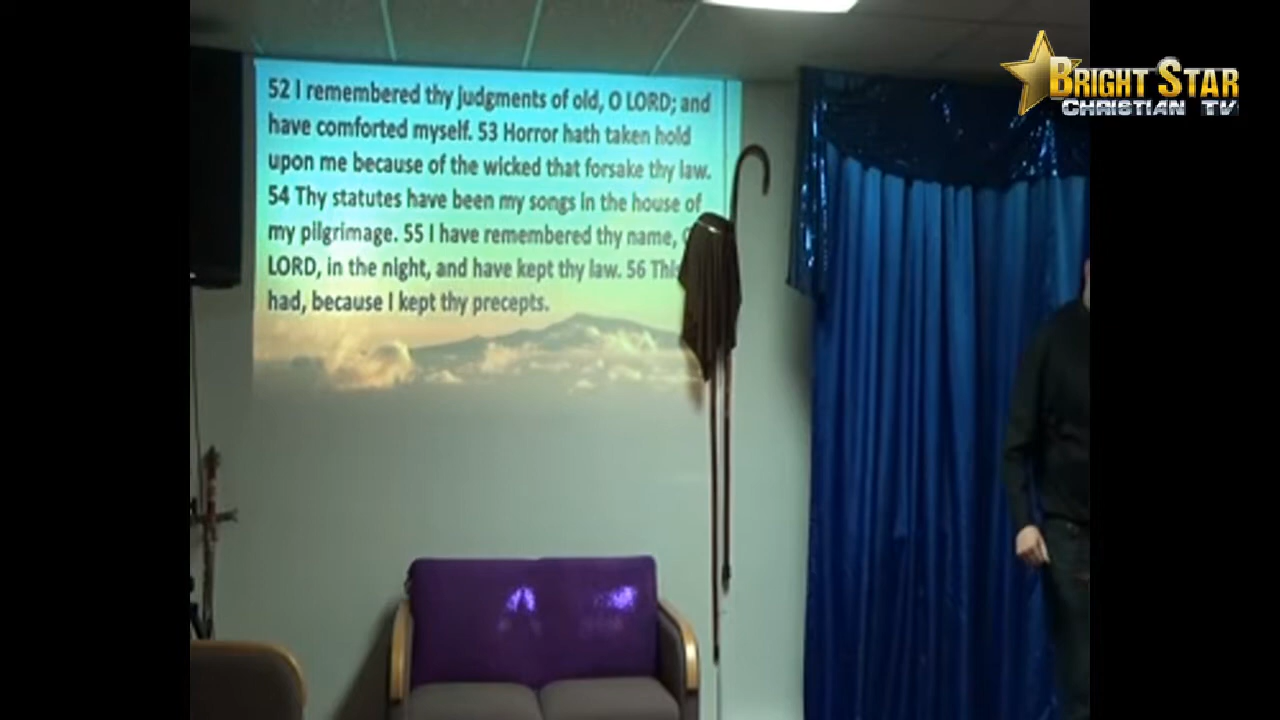 52 I remembered thy judgments of old, O LORD; and
have comforted myself. 53 Horror hath taken hold
upon me because of the wicked that forsake thy law.
54 Thy statutes have been my songs in the house of
my pilgrimage. 55 I have remembered thy name,
LORD, in the night, and have kept thy law. 56 This
had, because I kept thy precepts.
BRIGHT STAR
CHRISTIAN TV